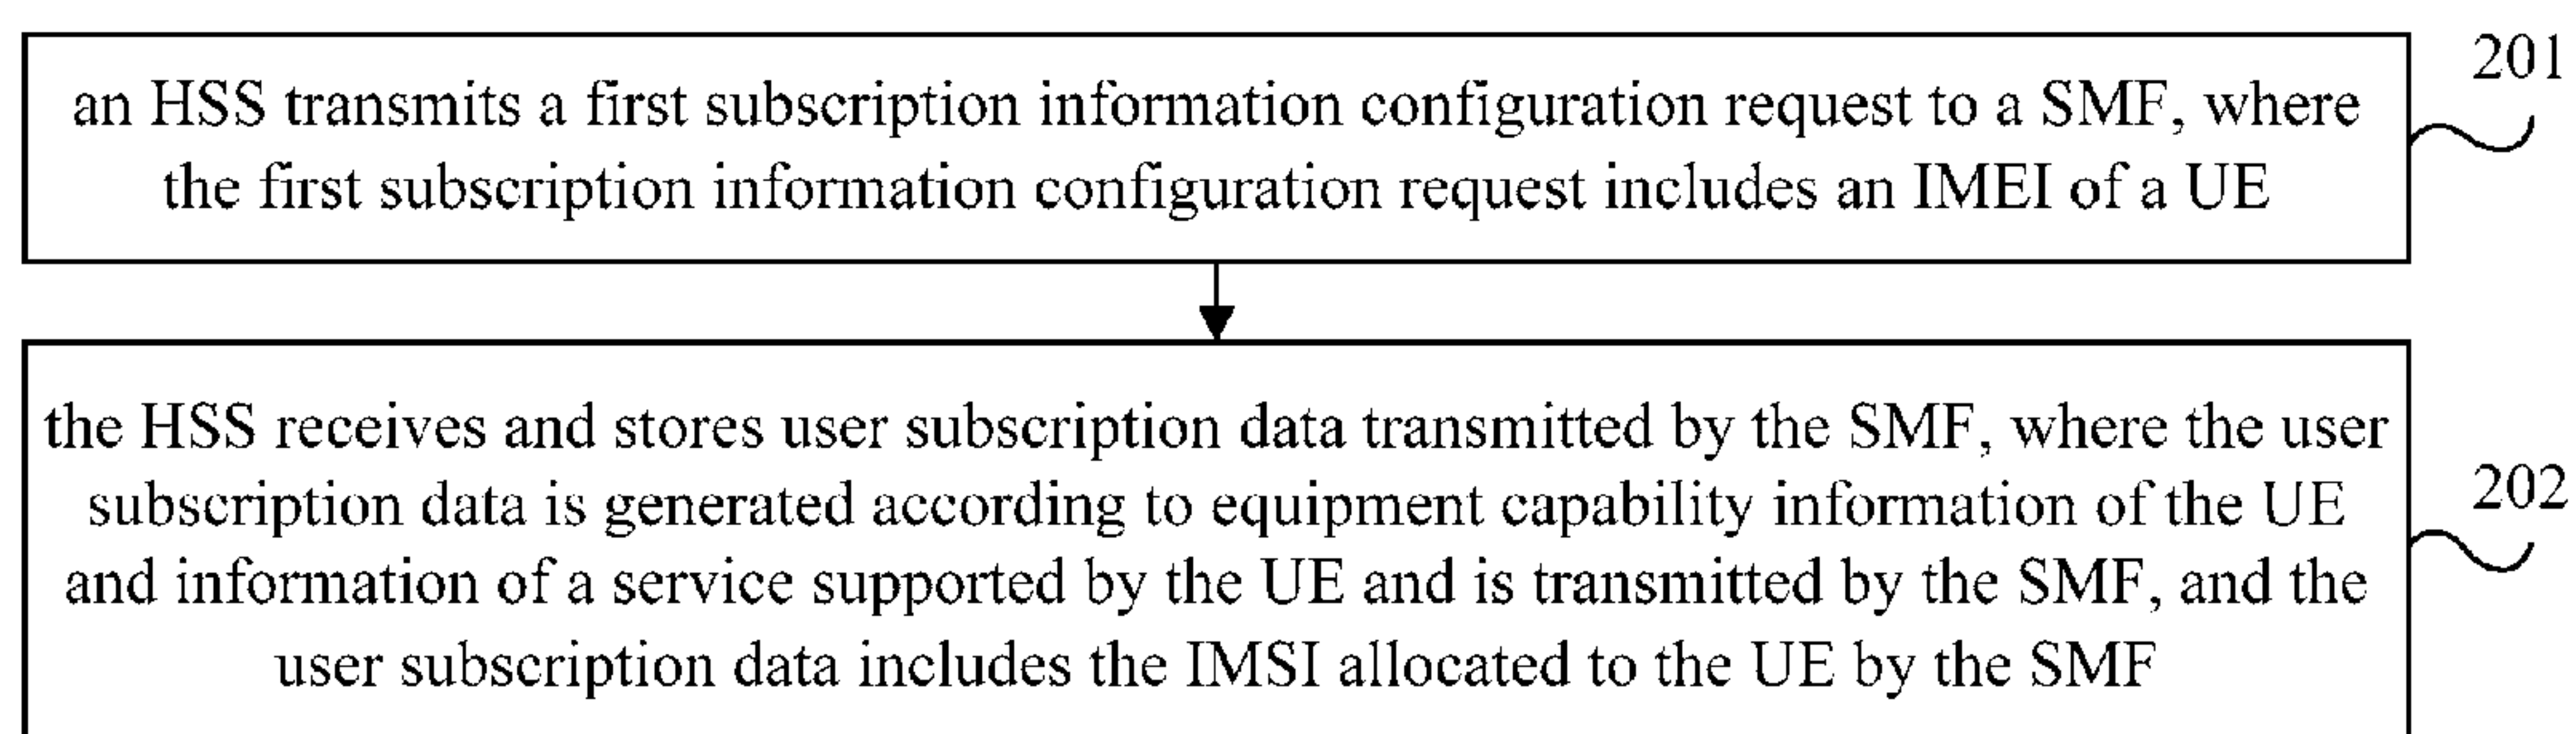 an HSS transmits a first subscription information configuration request to a SMF, where
the first subscription information configuration request includes an IMEI of a UE
201
the HSS receives and stores user subscription data transmitted by the SMF, where the user
subscription data is generated according to equipment capability information of the UE
and information of a service supported by the UE and is transmitted by the SMF, and the
user subscription data includes the IMSI allocated to the UE by the SMF
202